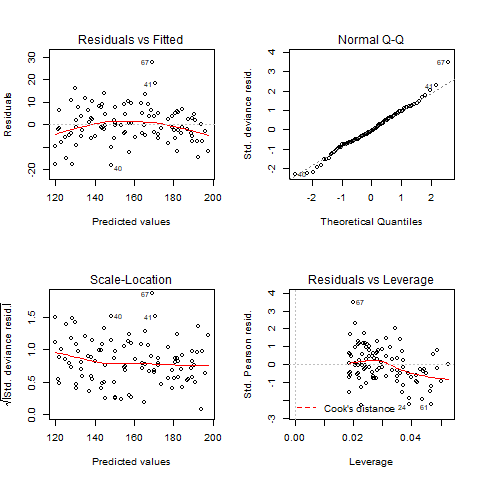 Residuals vs Fitted
Residuals
-20 0 10 30
67
41
40
120 140 160 180 200
Predicted values
Normal Q-Q
Std. deviance resid.
-2 -1 0 1 2 3 4
67
41
40
-2 -1 0 1 2
Theoretical Quantiles
Scale-Location
√|Std. deviance resid.|
0.0 0.5 1.0 1.5
67
40
41
120 140 160 180 200
Predicted values
Residuals vs Leverage
Std. Pearson resid.
-3 -1 0 1 2 3 4
67
24 61
Cook's distance
0.00 0.02 0.04
Leverage